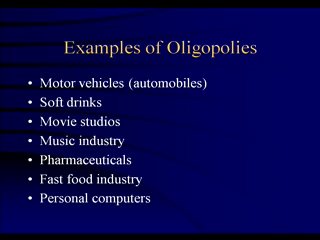 Examples of Oligopolies
• Motor vehicles (automobiles)
• Soft drinks
• Movie studios
• Music industry
• Pharmaceuticals
• Fast food industry
• Personal computers